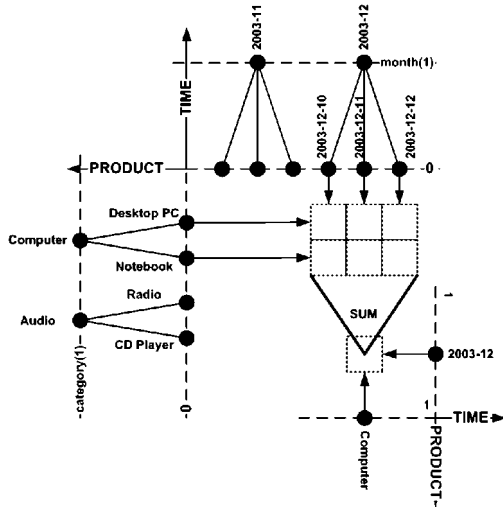 2003-11
2003-12
month(1)
TIME
2003-12-10
2003-12-11
2003-12-12
PRODUCT
0
Desktop PC
Computer
Notebook
Radio
Audio
CD Player
category(1)
0
SUM
1
2003-12
1
TIME
Computer
PRODUCT